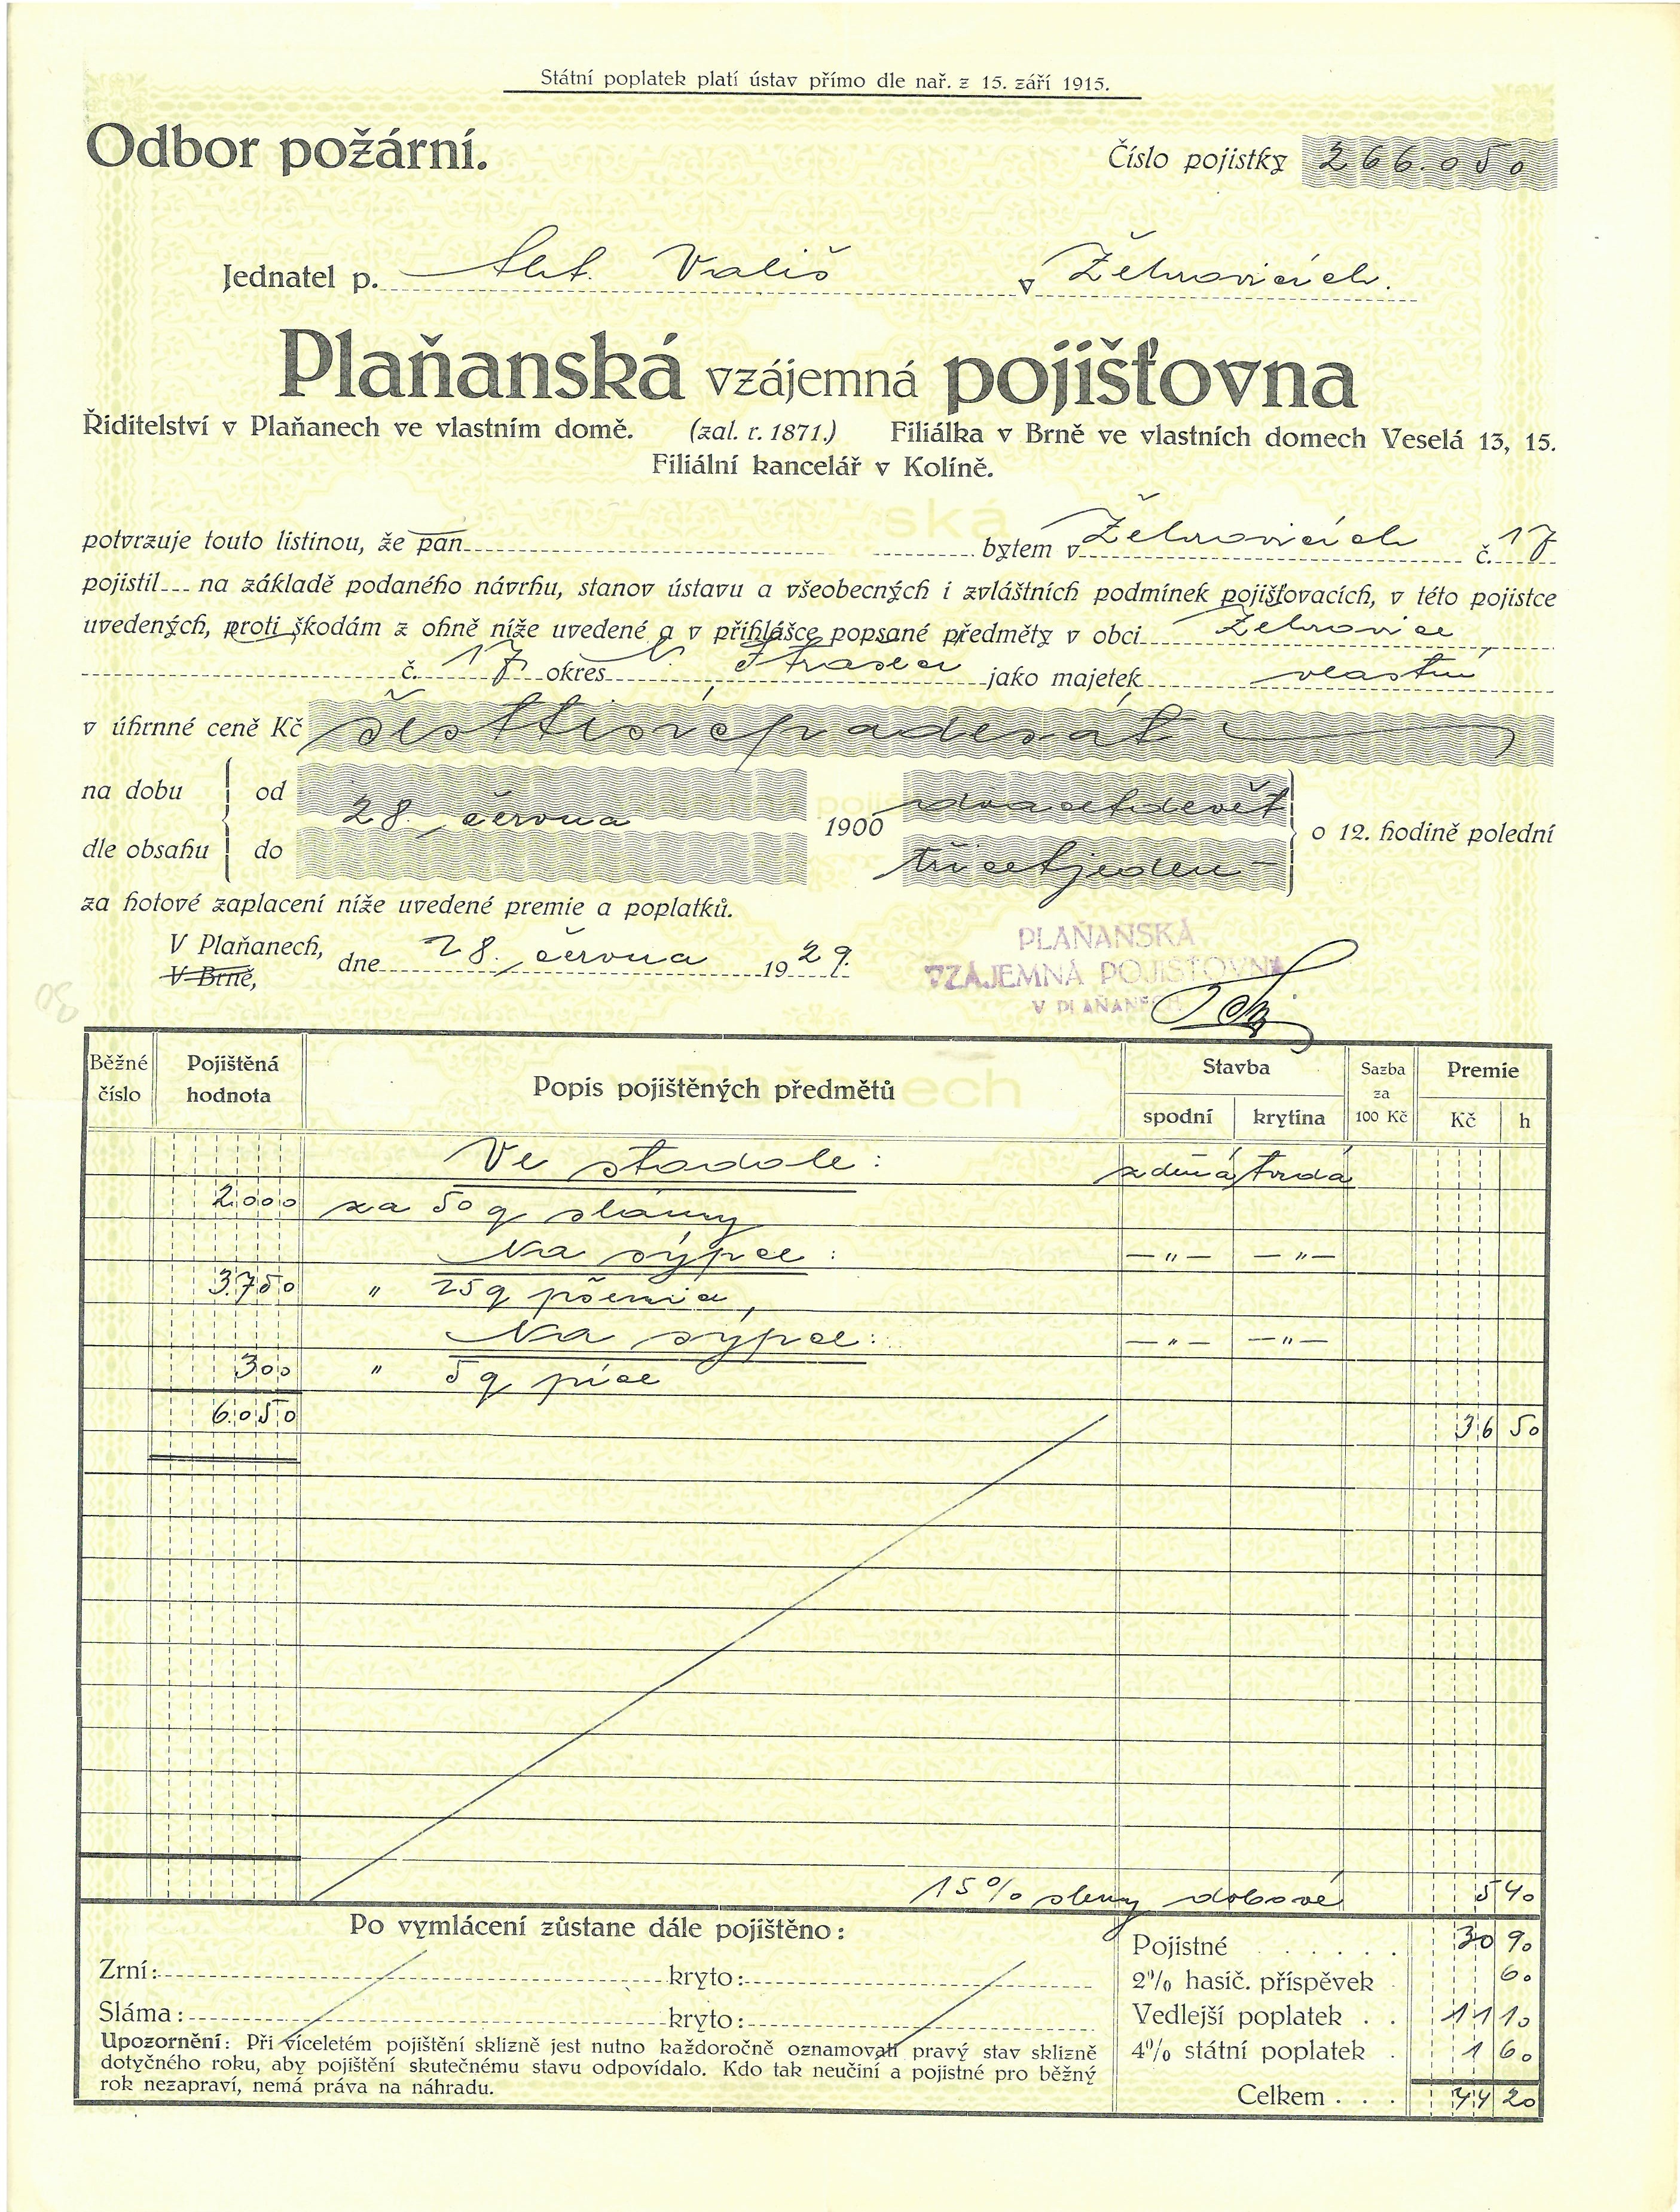 Státní poplatek platí ústav přímo dle nař. z 15. září 1915.
Odbor požární.
Číslo pojistky 266.050
Jednatel p. Ant. Vališ v Žehrovicích.
Plaňanská vzájemná pojišťovna
Řiditelství v Plaňanech ve vlastním domě. (zal. r. 1871.) Filiálka v Brně ve vlastních domech Veselá 13, 15.
Filiální kancelář v Kolíně.
potvrzuje touto listinou, že pan bytem v Žehrovicích č. 17
pojistil na základě podaného návrhu, stanov ústavu a všeobecných i zvláštních podmínek pojišťovacích, v této pojistce
uvedených, proti škodám z ohně níže uvedené a v přihlášce popsané předměty v obci Žehrovice
č. 17 okres jako majetek vlastní
v úhrnné ceně Kč šesttisícpadesát
na dobu od 28. června 1900 dvacetdevět o 12. hodině polední
dle obsahu do třicetjeden
za hotové zaplacení níže uvedené premie a poplatků.
V Plaňanech,
V Brně,
dne 28. června 1929.
PLAŇANSKÁ
VZÁJEMNÁ POJIŠŤOVNA
V PLAŇANECH
30
Běžné číslo Pojištěná hodnota Popis pojištěných předmětů Stavba spodní krytina Sazba za 100 Kč Premie Kč h
Ve stodole: zděná tvrdá
2.000 za 50 q slámy
Na sýpce: —"— —"—
3.750 " 25 q pšenice,
Na sýpce: —"— —"—
300 " 5 q píce
6.050 36 50
15% slevy dobové 5 40
Po vymlácení zůstane dále pojištěno:
Zrní: kryto:
Sláma: kryto:
Upozornění: Při víceletém pojištění sklizně jest nutno každoročně oznamovati pravý stav sklizně
dotyčného roku, aby pojištění skutečnému stavu odpovídalo. Kdo tak neučiní a pojistné pro běžný
rok nezapraví, nemá práva na náhradu.
Pojistné . . . . . . 30 90
2% hasič. příspěvek . 60
Vedlejší poplatek . . 11 10
4% státní poplatek . 1 60
Celkem . . . 44 20